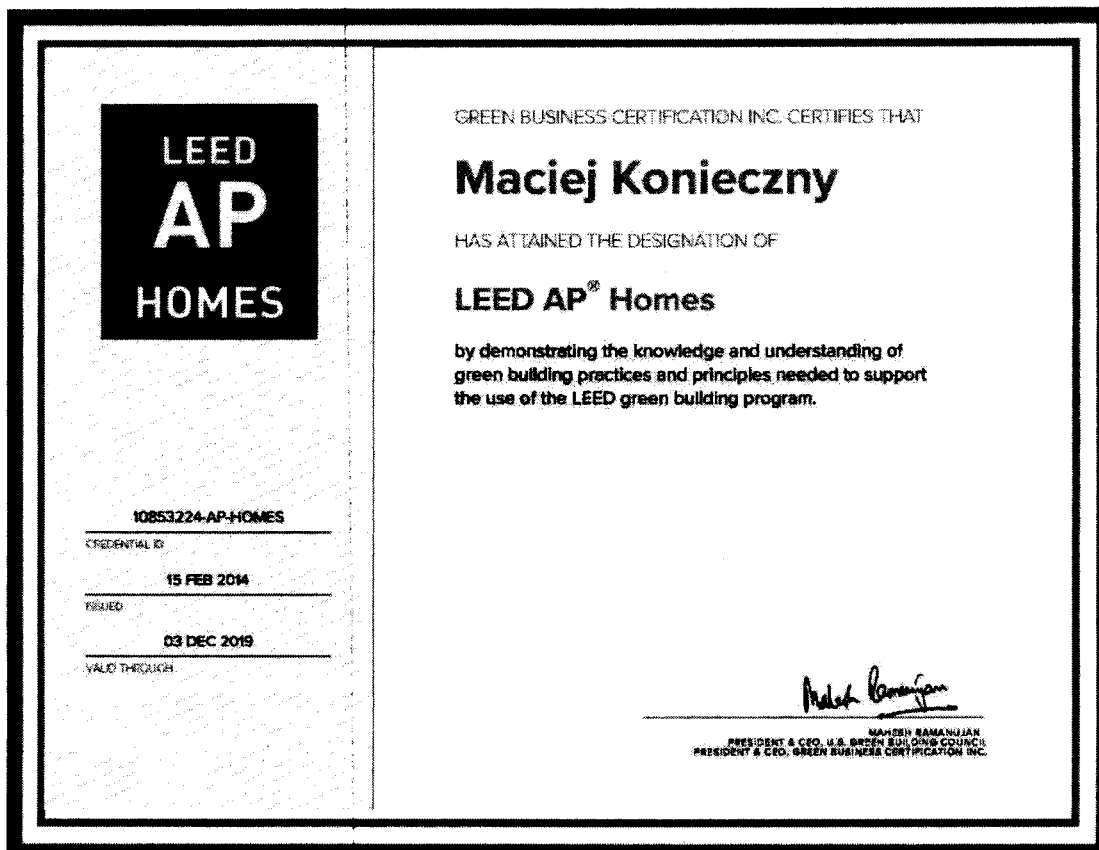 LEED
AP
HOMES
10853224-AP-HOMES
CREDENTIAL ID
15 FEB 2014
ISSUED
03 DEC 2019
VALID THROUGH
GREEN BUSINESS CERTIFICATION INC. CERTIFIES THAT
Maciej Konieczny
HAS ATTAINED THE DESIGNATION OF
LEED AP® Homes
by demonstrating the knowledge and understanding of
green building practices and principles needed to support
the use of the LEED green building program.
Mahesh Ramanujam
MAHESH RAMANUJAN
PRESIDENT & CEO, U.S. GREEN BUILDING COUNCIL
PRESIDENT & CEO, GREEN BUSINESS CERTIFICATION INC.